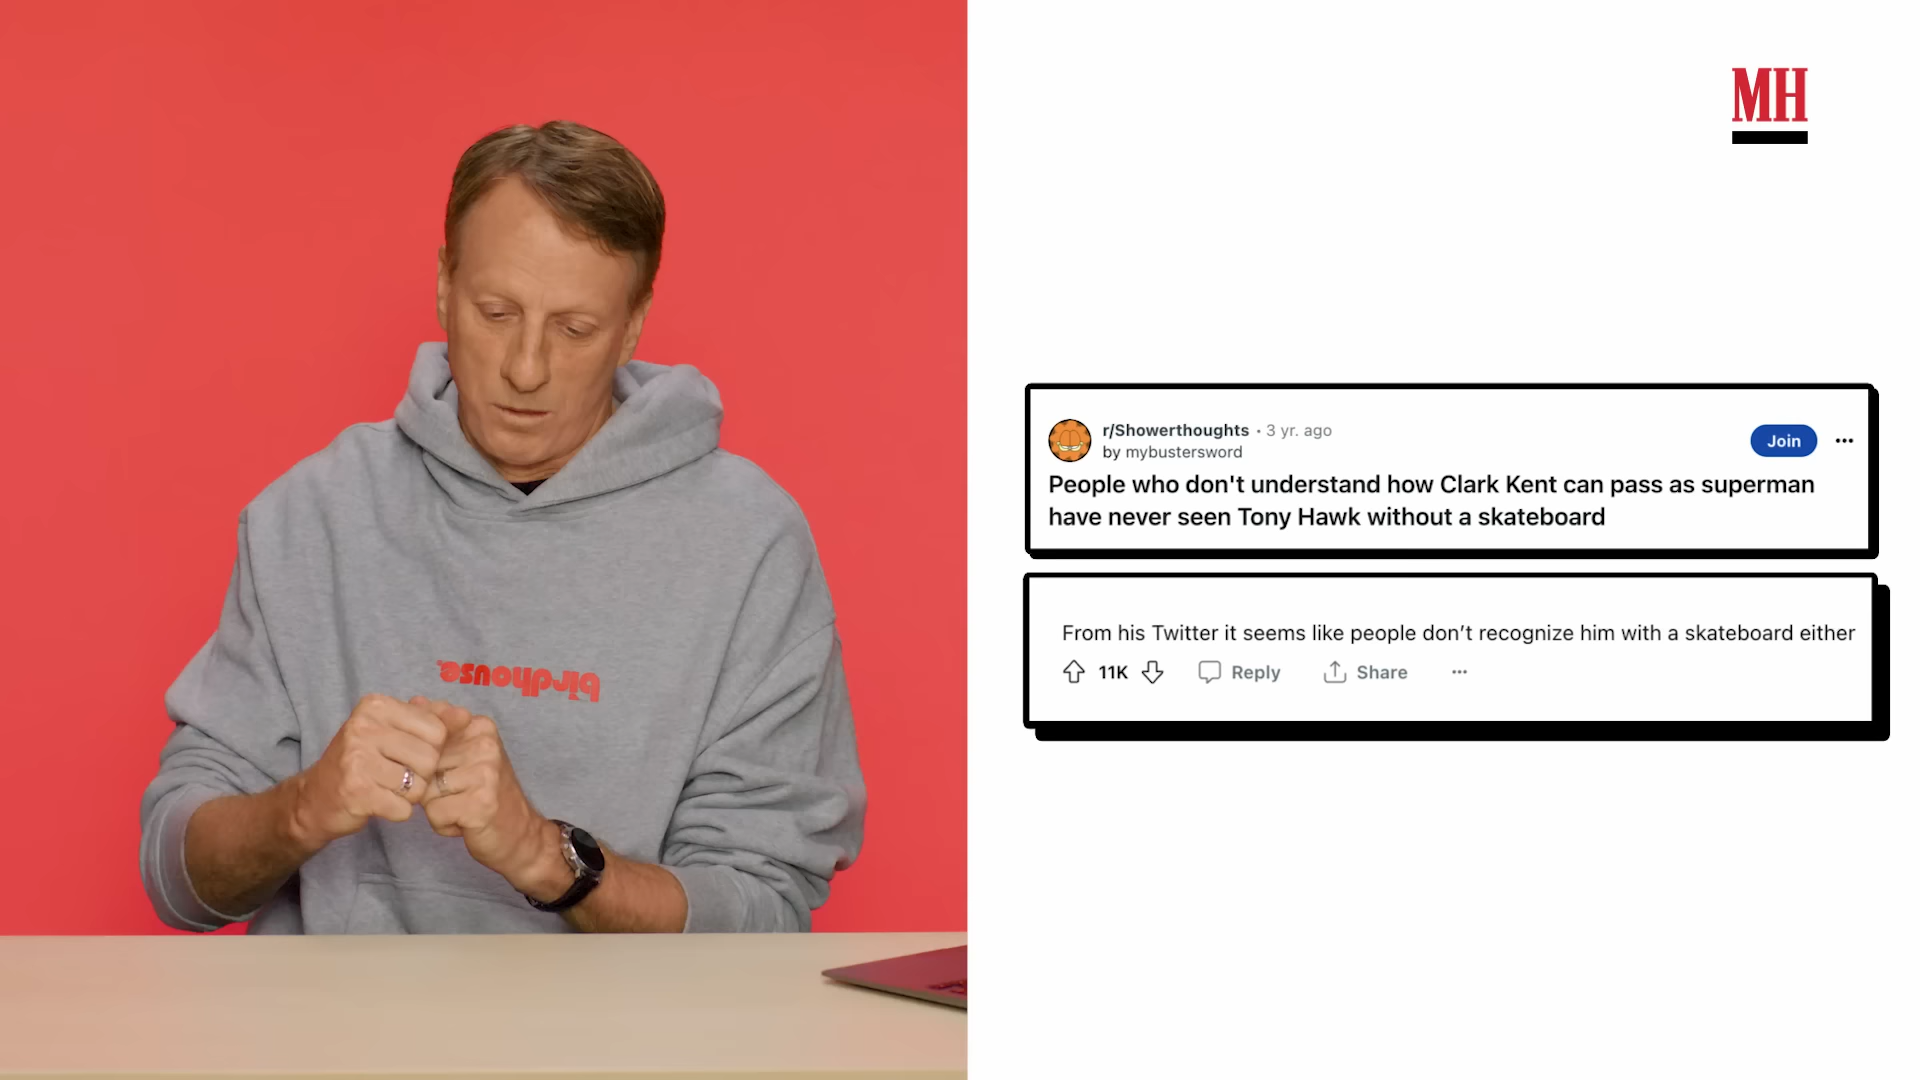 MH
r/Showerthoughts • 3 yr. ago
by mybustersword
Join
People who don't understand how Clark Kent can pass as superman
have never seen Tony Hawk without a skateboard
birdhouse
From his Twitter it seems like people don’t recognize him with a skateboard either
11K Reply Share